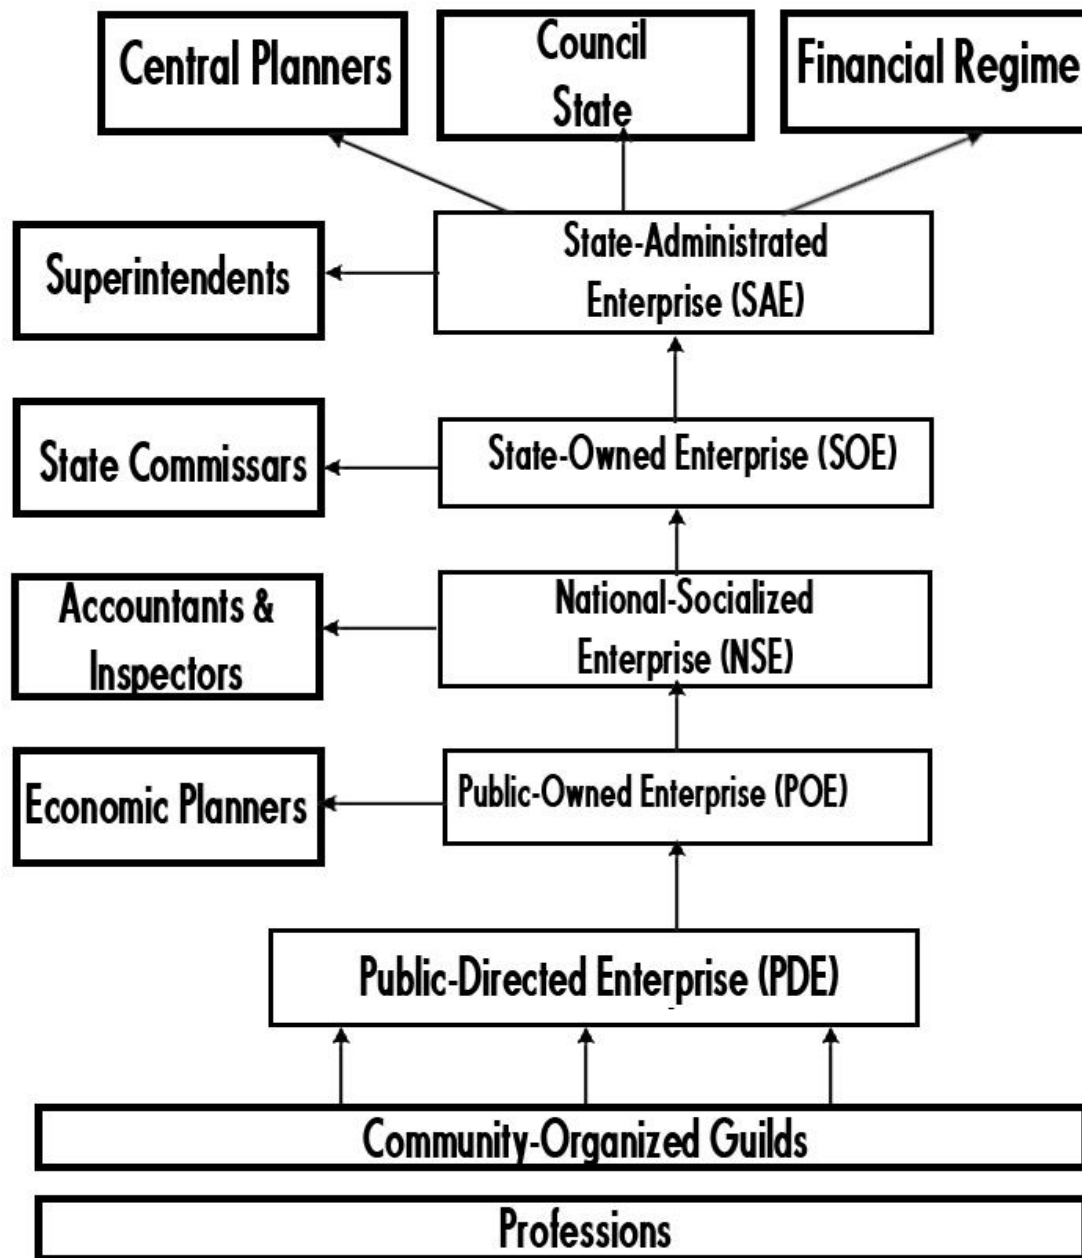 Central Planners
Council
State
Financial Regime
State-Administrated
Enterprise (SAE)
Superintendents
State-Owned Enterprise (SOE)
State Commissars
National-Socialized
Enterprise (NSE)
Accountants &
Inspectors
Public-Owned Enterprise (POE)
Economic Planners
Public-Directed Enterprise (PDE)
Community-Organized Guilds
Professions